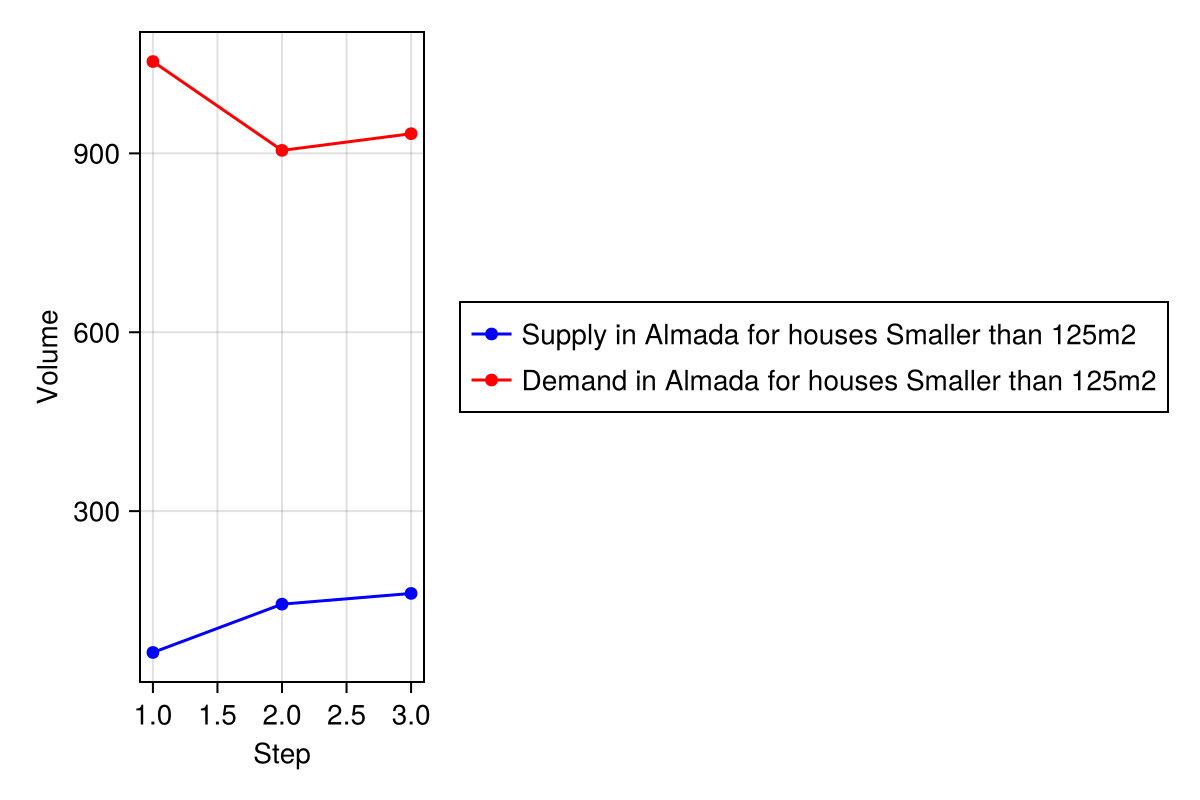 Volume
900
600
300
1.0 1.5 2.0 2.5 3.0
Step
Supply in Almada for houses Smaller than 125m2
Demand in Almada for houses Smaller than 125m2